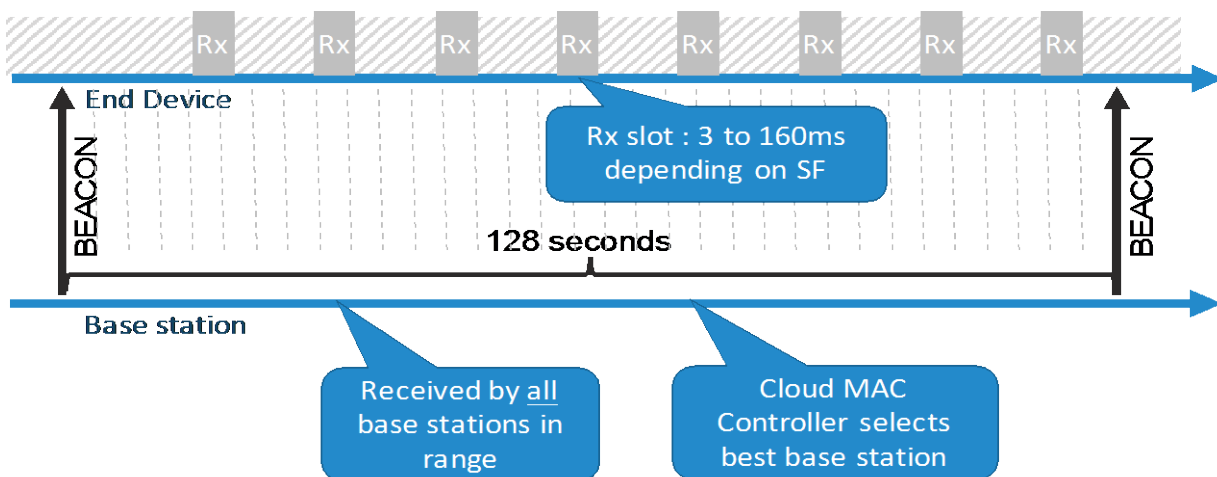 Rx Rx Rx Rx Rx Rx Rx Rx
End Device
BEACON
Rx slot : 3 to 160ms
depending on SF
BEACON
128 seconds
Base station
Received by all
base stations in
range
Cloud MAC
Controller selects
best base station